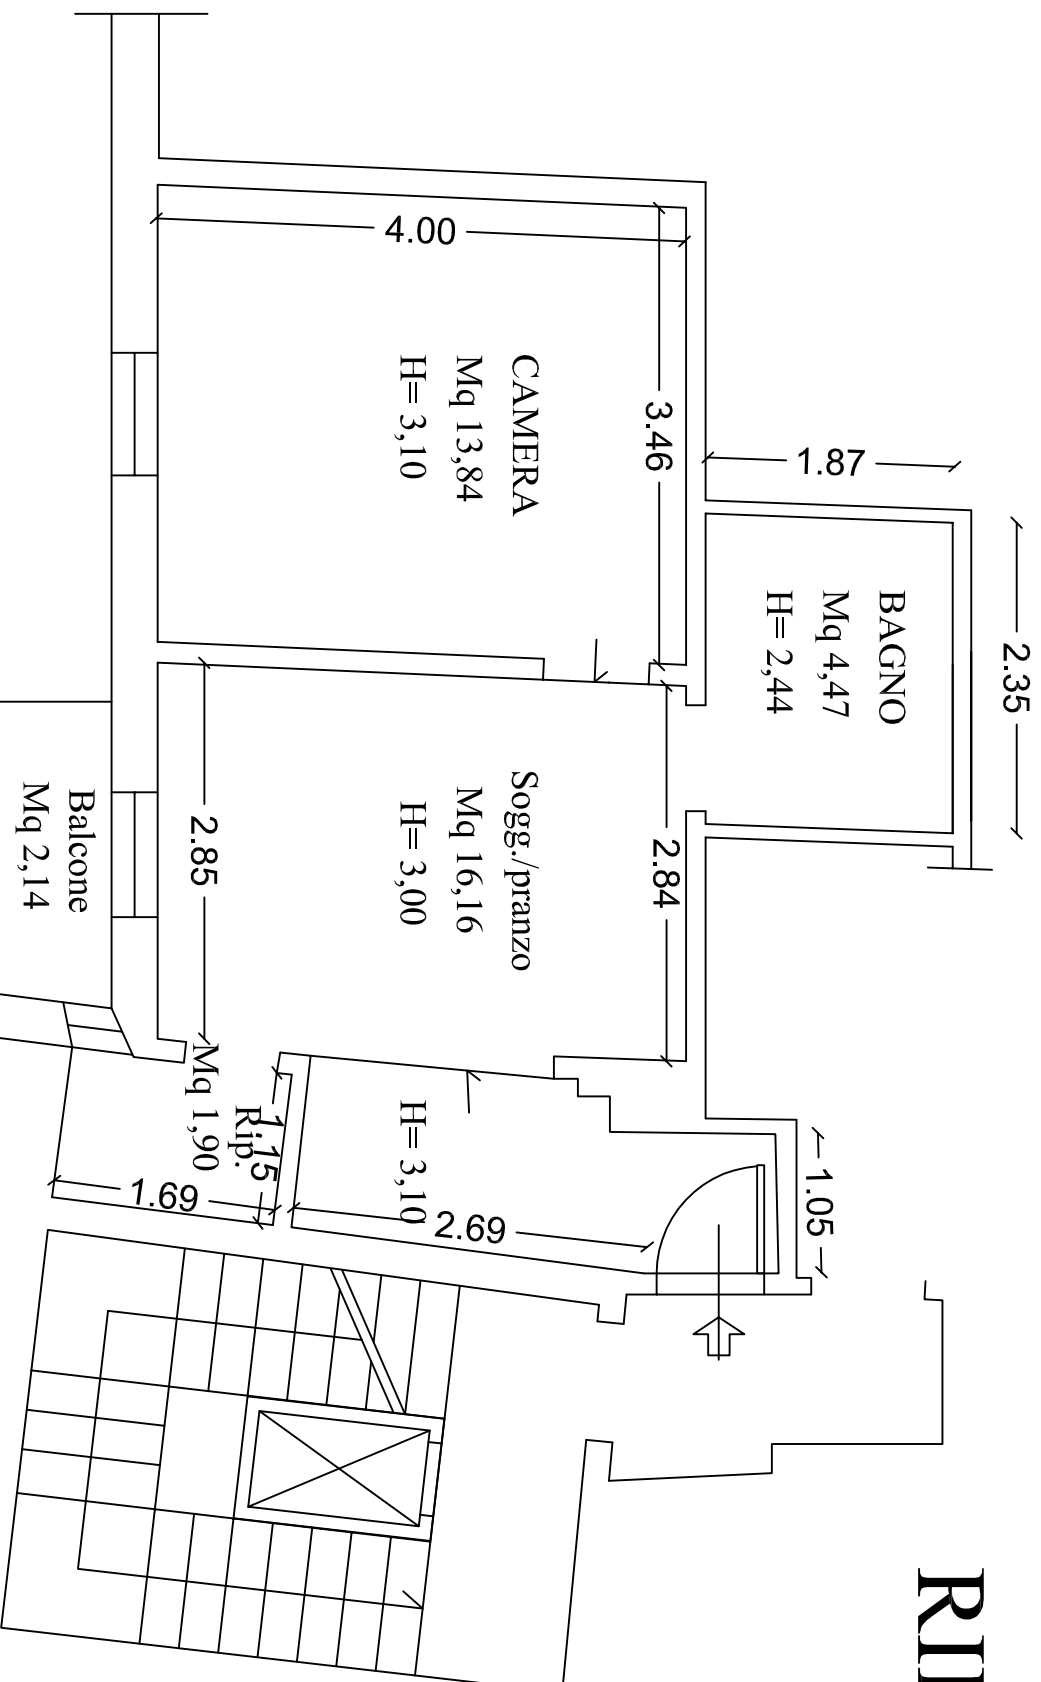 4.00
3.46
CAMERA
Mq 13,84
H= 3,10
1.87
2.35
BAGNO
Mq 4,47
H= 2,44
2.84
Sogg./pranzo
Mq 16,16
H= 3,00
2.85
Balcone
Mq 2,14
1.15
Rip.
Mq 1,90
1.69
H= 3,10
2.69
1.05